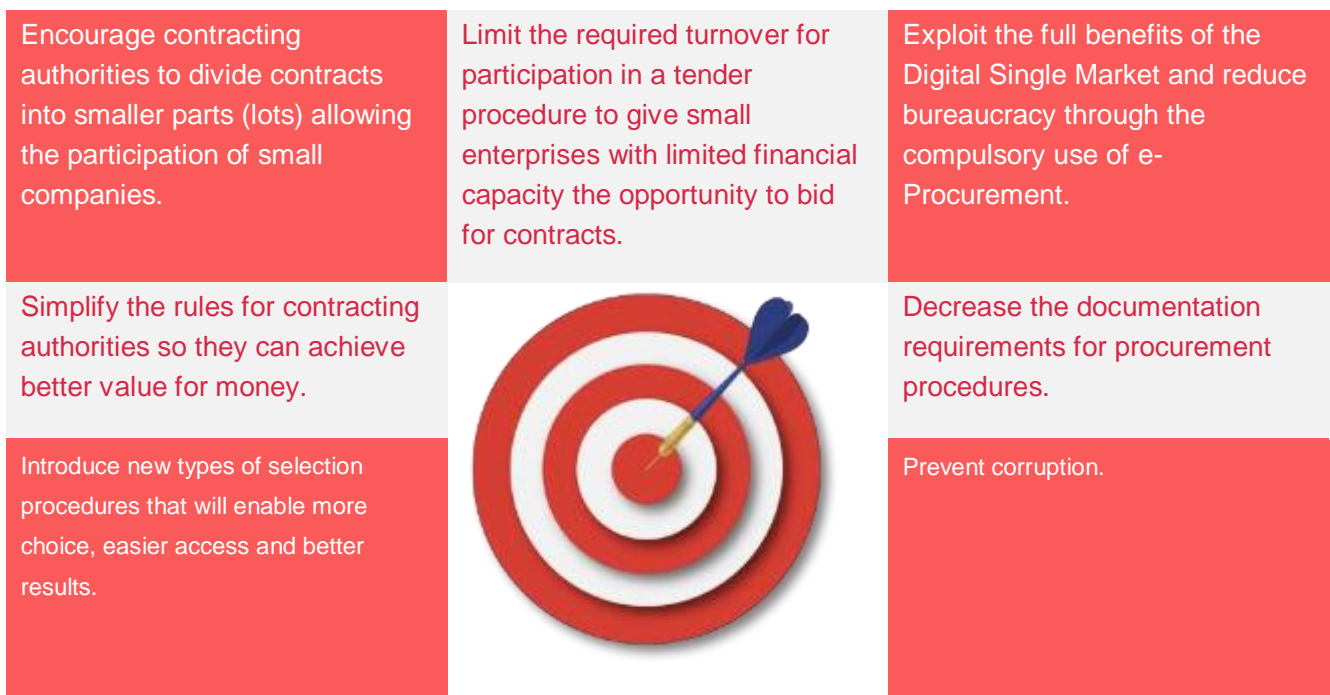 Encourage contracting
authorities to divide contracts
into smaller parts (lots) allowing
the participation of small
companies.
Limit the required turnover for
participation in a tender
procedure to give small
enterprises with limited financial
capacity the opportunity to bid
for contracts.
Exploit the full benefits of the
Digital Single Market and reduce
bureaucracy through the
compulsory use of e-
Procurement.
Simplify the rules for contracting
authorities so they can achieve
better value for money.
Decrease the documentation
requirements for procurement
procedures.
Introduce new types of selection
procedures that will enable more
choice, easier access and better
results.
Prevent corruption.